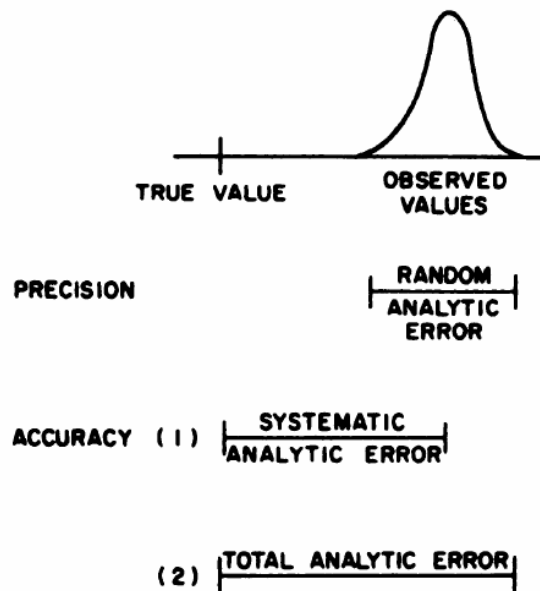 TRUE VALUE
OBSERVED
VALUES
PRECISION
RANDOM
ANALYTIC
ERROR
ACCURACY (1)
SYSTEMATIC
ANALYTIC ERROR
(2)
TOTAL ANALYTIC ERROR